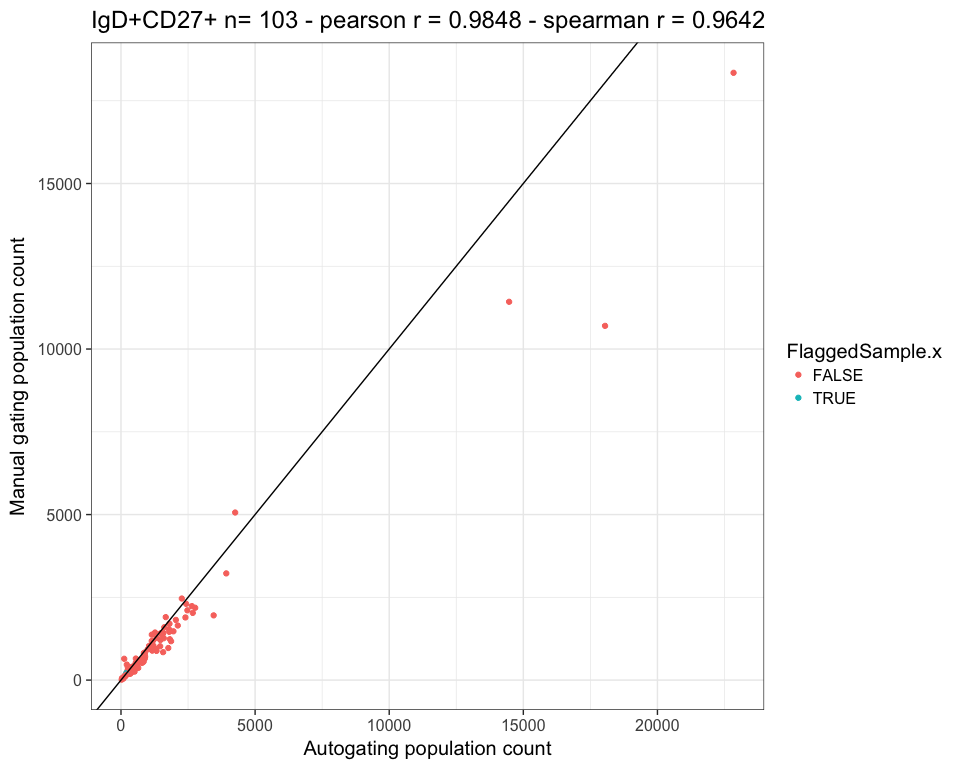 IgD+CD27+ n= 103 - pearson r = 0.9848 - spearman r = 0.9642
Manual gating population count
15000
10000
5000
0
0 5000 10000 15000 20000
Autogating population count
FlaggedSample.x
FALSE
TRUE